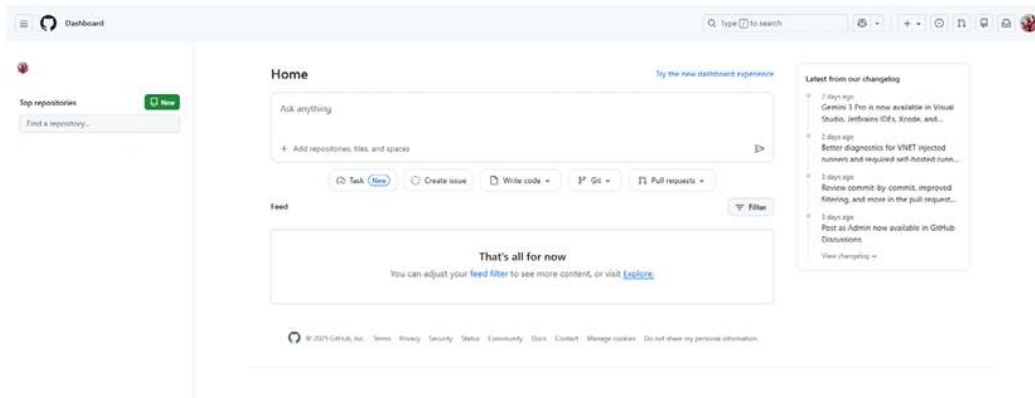 Dashboard
Type / to search
Top repositories
New
Find a repository...
Home
Try the new dashboard experience
Ask anything
Add repositories, files, and spaces
Task New
Create issue
Write code
Git
Pull requests
Feed
Filter
That's all for now
You can adjust your feed filter to see more content, or visit Explore.
© 2025 GitHub, Inc. Terms Privacy Security Status Community Docs Contact Manage cookies Do not share my personal information
Latest from our changelog
2 days ago
Gemini 3 Pro is now available in Visual
Studio, JetBrains IDEs, Xcode, and...
2 days ago
Better diagnostics for VNET injected
runners and required self-hosted runn...
3 days ago
Review commit-by-commit, improved
filtering, and more in the pull request...
3 days ago
Post as Admin now available in GitHub
Discussions
View changelog →